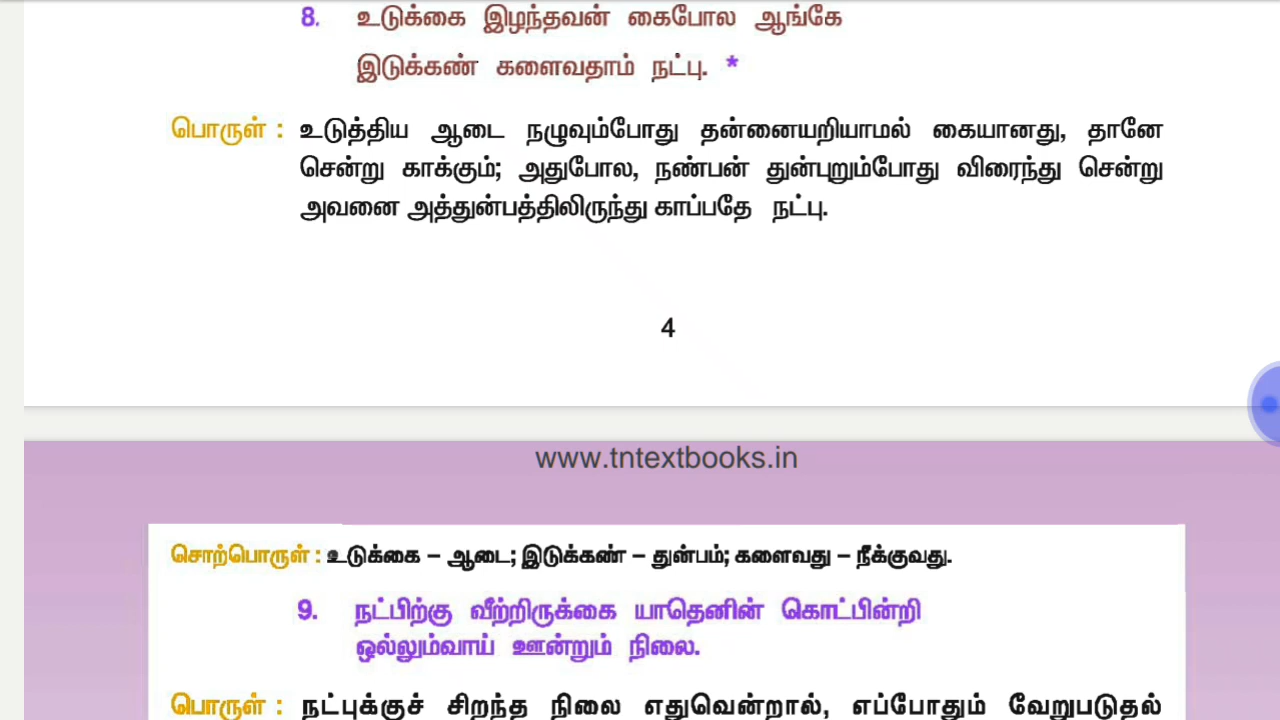 8. உடுக்கை இழந்தவன் கைபோல ஆங்கே
இடுக்கண் களைவதாம் நட்பு. *
பொருள் : உடுத்திய ஆடை நழுவும்போது தன்னையறியாமல் கையானது, தானே
சென்று காக்கும்; அதுபோல, நண்பன் துன்புறும்போது விரைந்து சென்று
அவனை அத்துன்பத்திலிருந்து காப்பதே நட்பு.
4
www.tntextbooks.in
சொற்பொருள் : உடுக்கை – ஆடை; இடுக்கண் – துன்பம்; களைவது – நீக்குவது.
9. நட்பிற்கு வீற்றிருக்கை யாதெனின் கொட்பின்றி
ஒல்லும்வாய் ஊன்றும் நிலை.
பொருள் : நட்புக்குச் சிறந்த நிலை எதுவென்றால், எப்போதும் வேறுபடுதல்